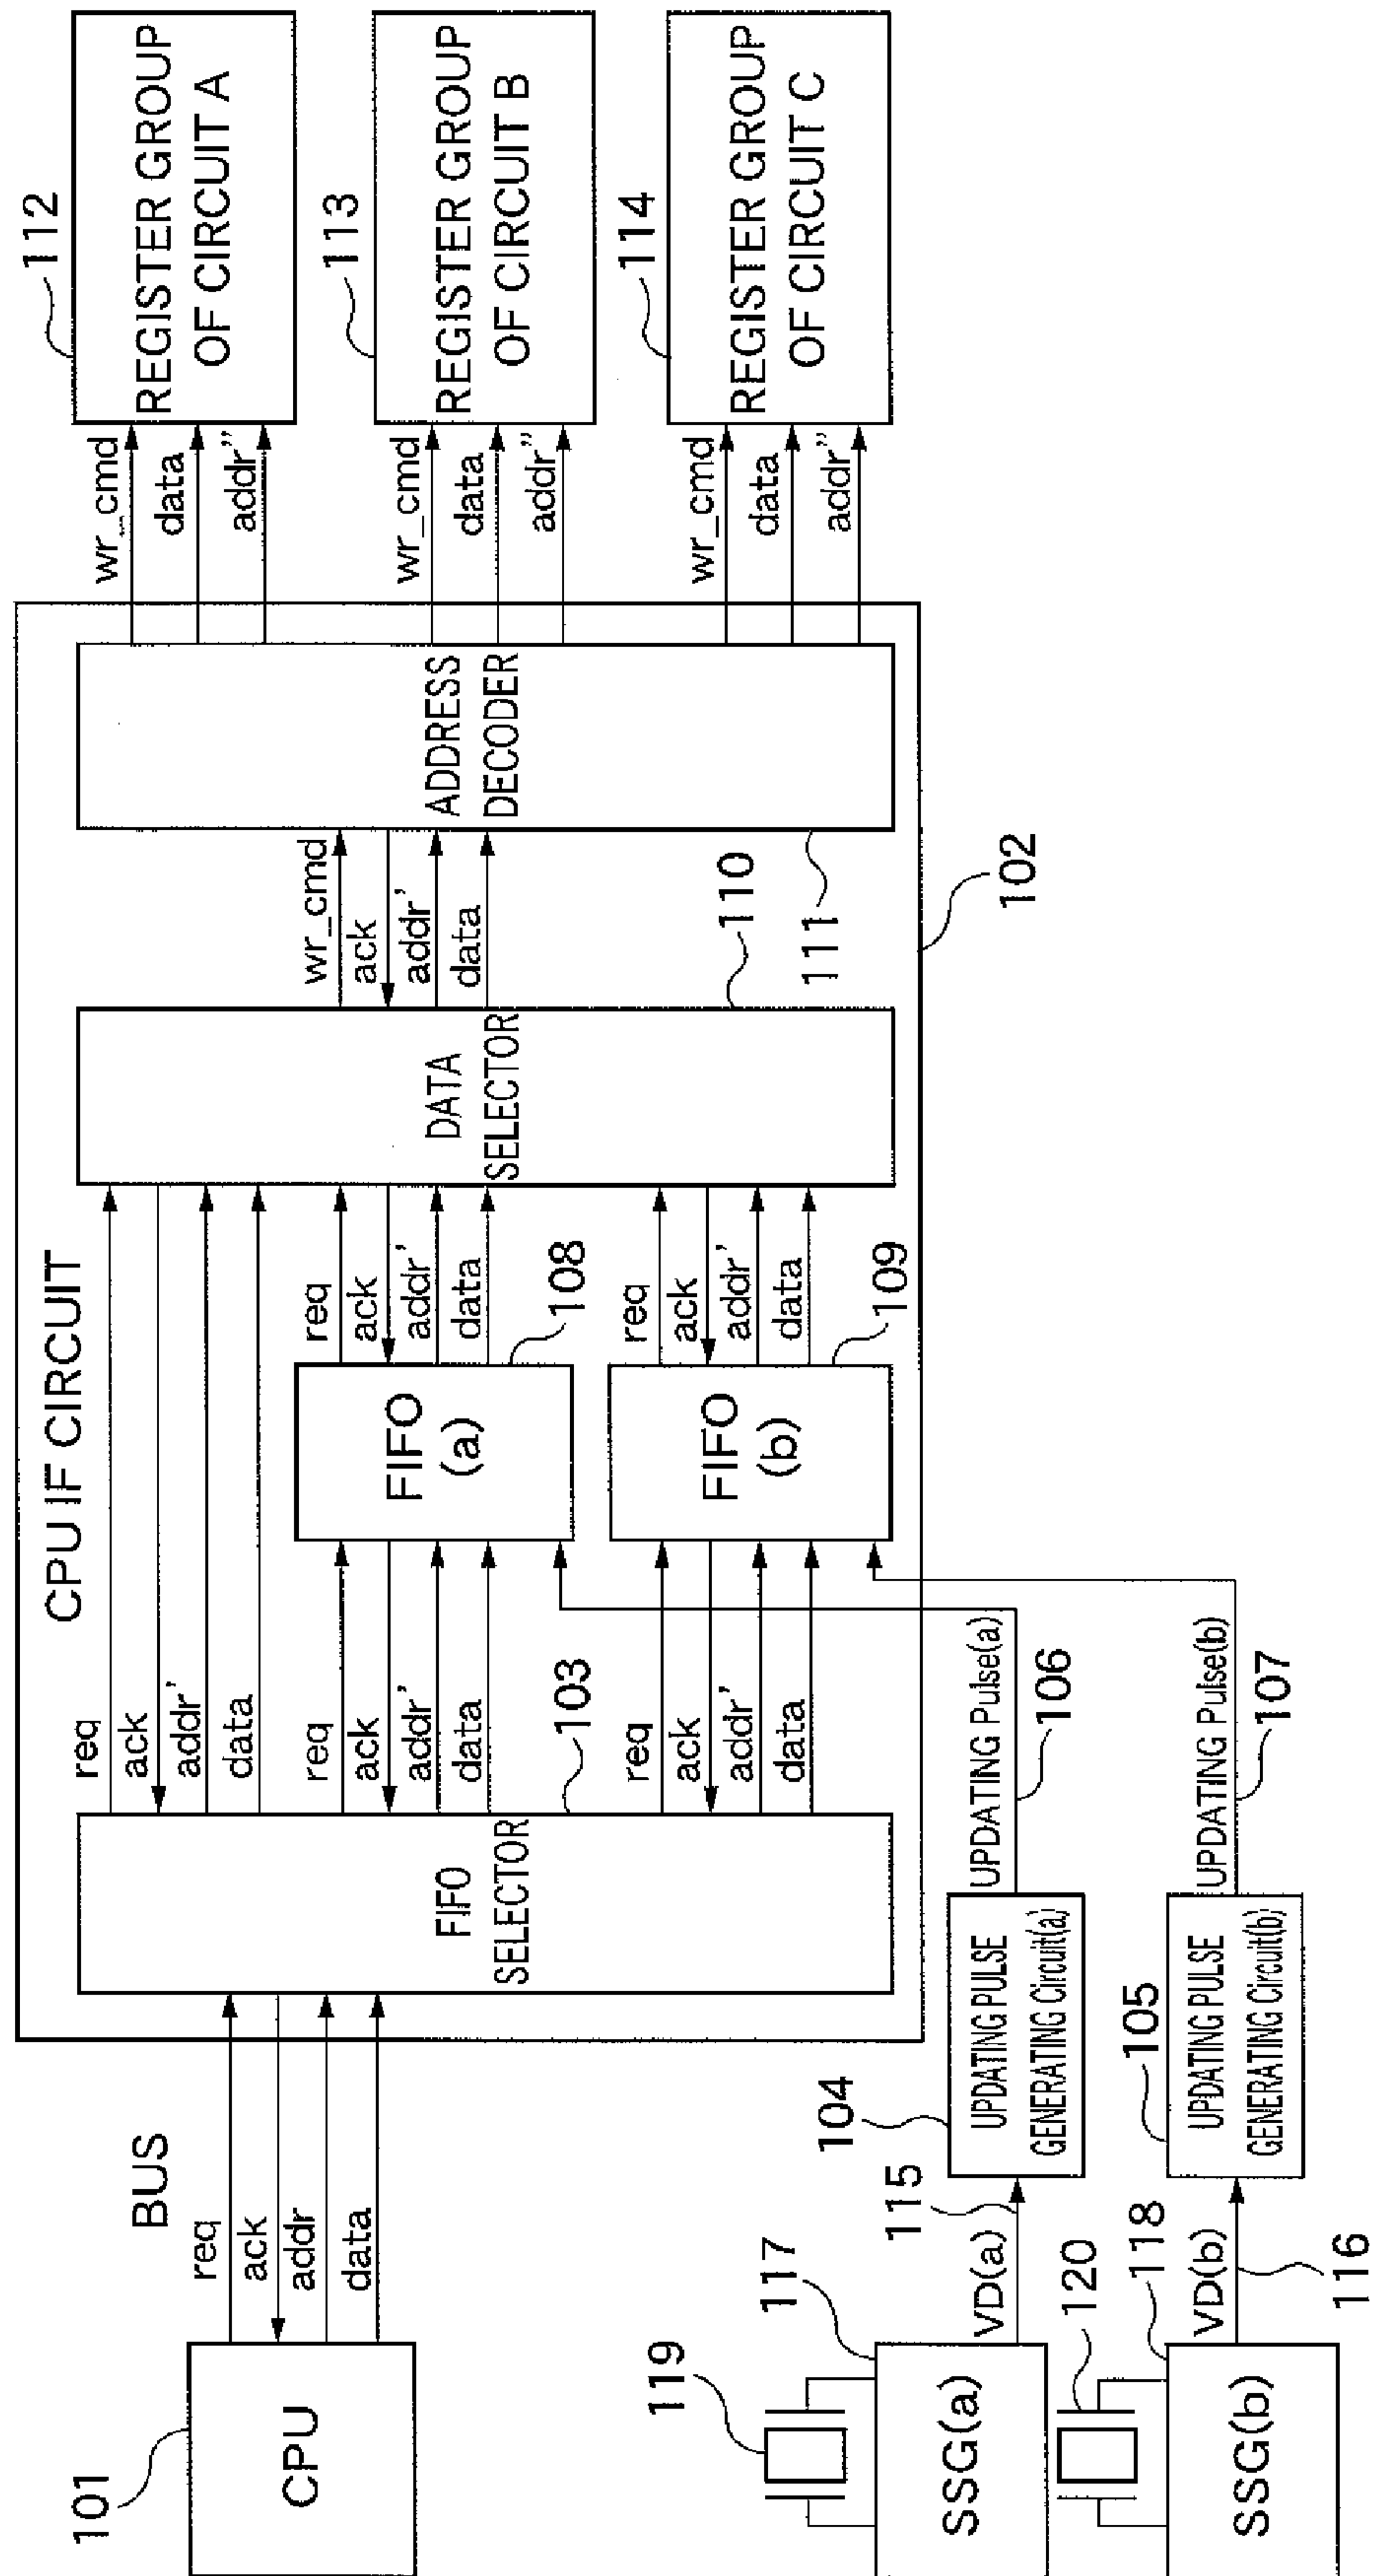 101
CPU
BUS
req
ack
addr
data
CPU IF CIRCUIT
FIFO
SELECTOR
103
req
ack
addr'
data
req
ack
addr'
data
req
ack
addr'
data
FIFO
(a)
108
FIFO
(b)
109
req
ack
addr'
data
req
ack
addr'
data
DATA
SELECTOR
110
wr_cmd
ack
addr'
data
ADDRESS
DECODER
111
102
wr_cmd
data
addr"
112
REGISTER GROUP
OF CIRCUIT A
wr_cmd
data
addr"
113
REGISTER GROUP
OF CIRCUIT B
wr_cmd
data
addr"
114
REGISTER GROUP
OF CIRCUIT C
119
117
SSG(a)
VD(a)
115
104
UPDATING PULSE
GENERATING Circuit(a)
UPDATING Pulse(a)
106
120
118
SSG(b)
VD(b)
116
105
UPDATING PULSE
GENERATING Circuit(b)
UPDATING Pulse(b)
107